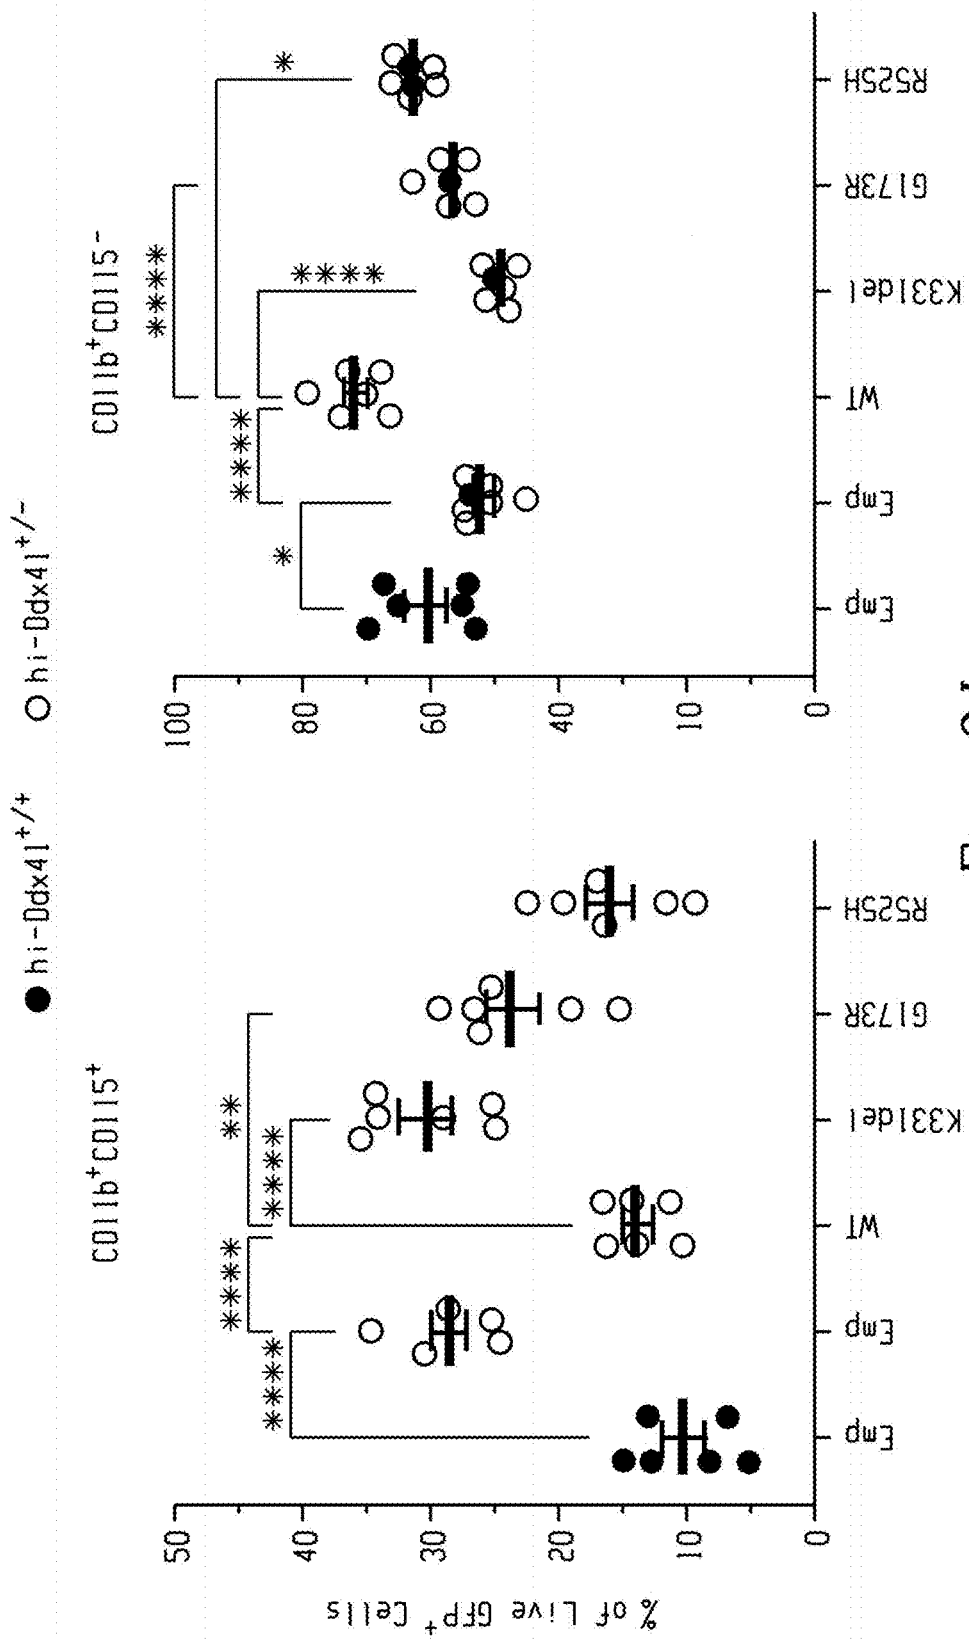 ● hi-Ddx41⁺/⁺ ○ hi-Ddx41⁺/⁻
CD11b⁺CD115⁺
CD11b⁺CD115⁻
% of Live GFP⁺ Cells
50
40
30
20
10
0
**** **** **** **
Emp Emp WT K331del G173R R525H
100
80
60
40
10
0
* **** **** **** *
Emp Emp WT K331del G173R R525H